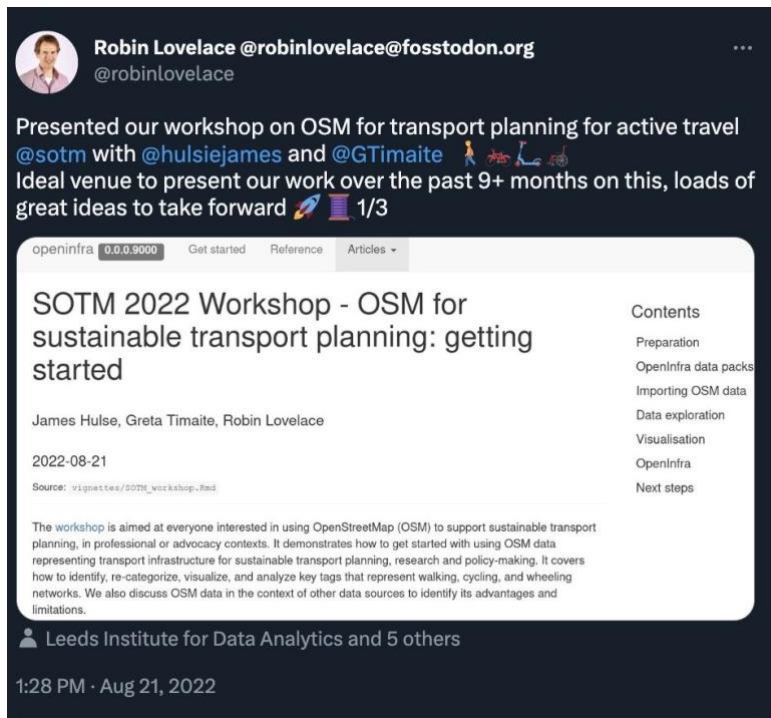 Robin Lovelace @robinlovelace@fosstodon.org
@robinlovelace
Presented our workshop on OSM for transport planning for active travel
@sotm with @hulsiejames and @GTimaite 🚶🚲🛴🦽
Ideal venue to present our work over the past 9+ months on this, loads of
great ideas to take forward 🚀 🧵 1/3
openinfra 0.0.0.9000 Get started Reference Articles
SOTM 2022 Workshop - OSM for
sustainable transport planning: getting
started
James Hulse, Greta Timaite, Robin Lovelace
2022-08-21
Source: vignettes/SOTM_workshop.Rmd
The workshop is aimed at everyone interested in using OpenStreetMap (OSM) to support sustainable transport
planning, in professional or advocacy contexts. It demonstrates how to get started with using OSM data
representing transport infrastructure for sustainable transport planning, research and policy-making. It covers
how to identify, re-categorize, visualize, and analyze key tags that represent walking, cycling, and wheeling
networks. We also discuss OSM data in the context of other data sources to identify its advantages and
limitations.
Contents
Preparation
OpenInfra data packs
Importing OSM data
Data exploration
Visualisation
OpenInfra
Next steps
Leeds Institute for Data Analytics and 5 others
1:28 PM · Aug 21, 2022